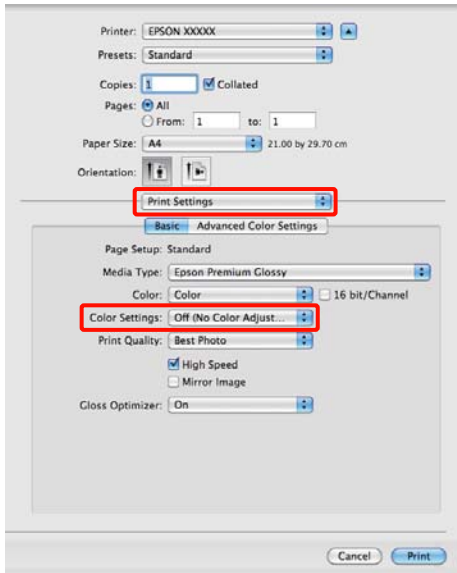 Printer: EPSON XXXXX
Presets: Standard
Copies: 1 Collated
Pages: All
From: 1 to: 1
Paper Size: A4 21.00 by 29.70 cm
Orientation:
Print Settings
Basic Advanced Color Settings
Page Setup: Standard
Media Type: Epson Premium Glossy
Color: Color 16 bit/Channel
Color Settings: Off (No Color Adjust...
Print Quality: Best Photo
High Speed
Mirror Image
Gloss Optimizer: On
Cancel Print